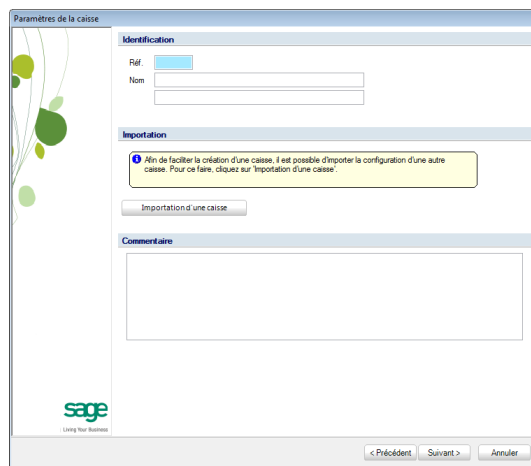 Paramètres de la caisse
Identification
Réf.
Nom
Importation
Afin de faciliter la création d'une caisse, il est possible d'importer la configuration d'une autre
caisse. Pour ce faire, cliquez sur 'Importation d'une caisse'.
Importation d'une caisse
Commentaire
sage
Living Your Business
< Précédent
Suivant >
Annuler